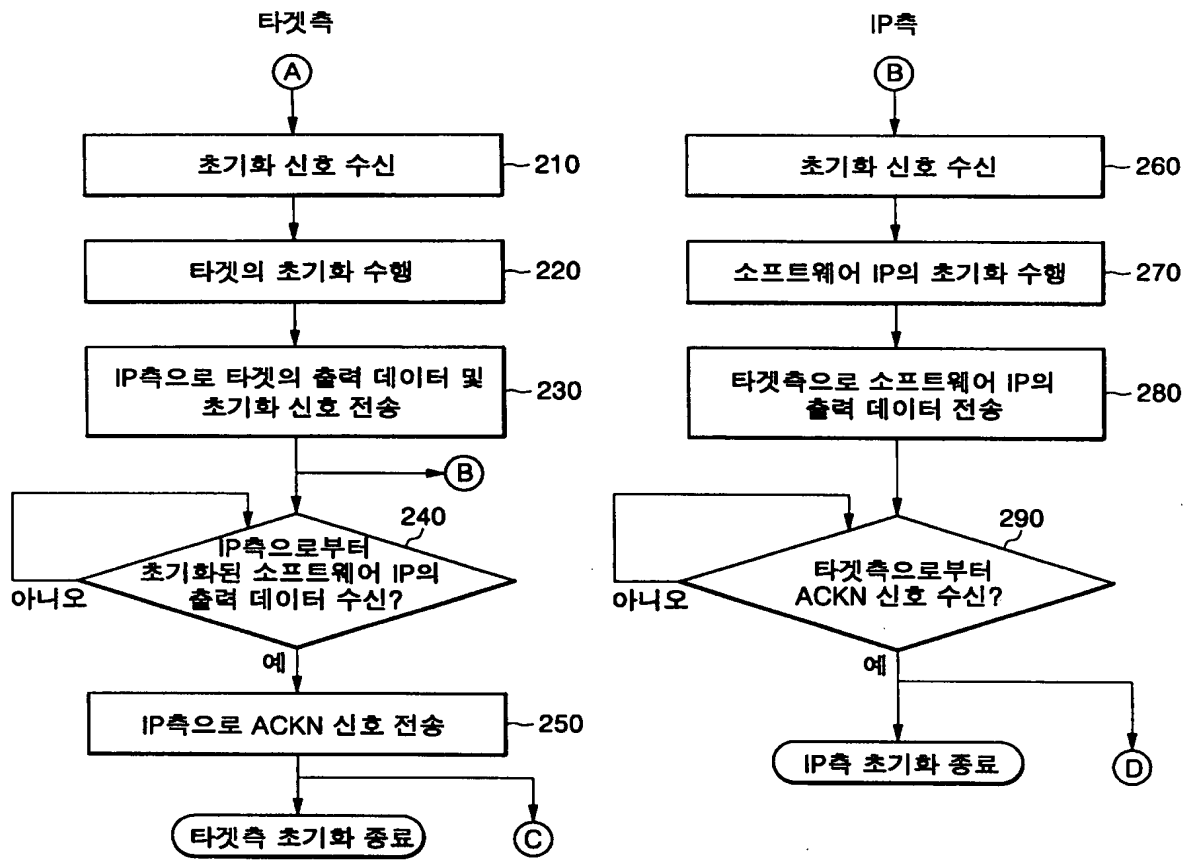 타겟측
A
초기화 신호 수신
210
타겟의 초기화 수행
220
IP측으로 타겟의 출력 데이터 및
초기화 신호 전송
230
B
240
IP측으로부터
초기화된 소프트웨어 IP의
출력 데이터 수신?
아니오
예
IP측으로 ACKN 신호 전송
250
타겟측 초기화 종료
C
IP측
B
초기화 신호 수신
260
소프트웨어 IP의 초기화 수행
270
타겟측으로 소프트웨어 IP의
출력 데이터 전송
280
290
타겟측으로부터
ACKN 신호 수신?
아니오
예
IP측 초기화 종료
D